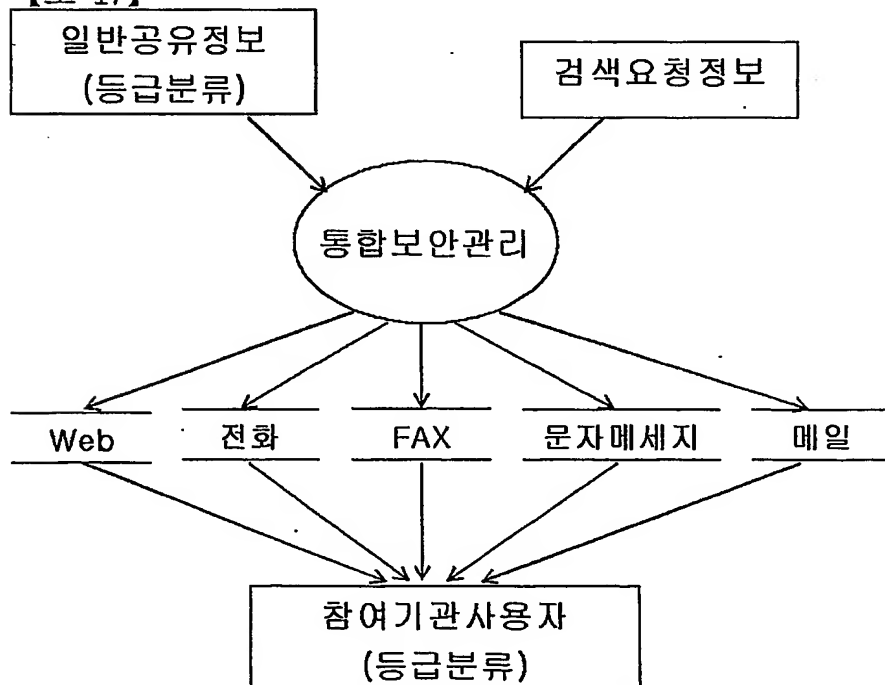 17】
일반공유정보
(등급분류)
검색요청정보
통합보안관리
Web
전화
FAX
문자메세지
메일
참여기관사용자
(등급분류)